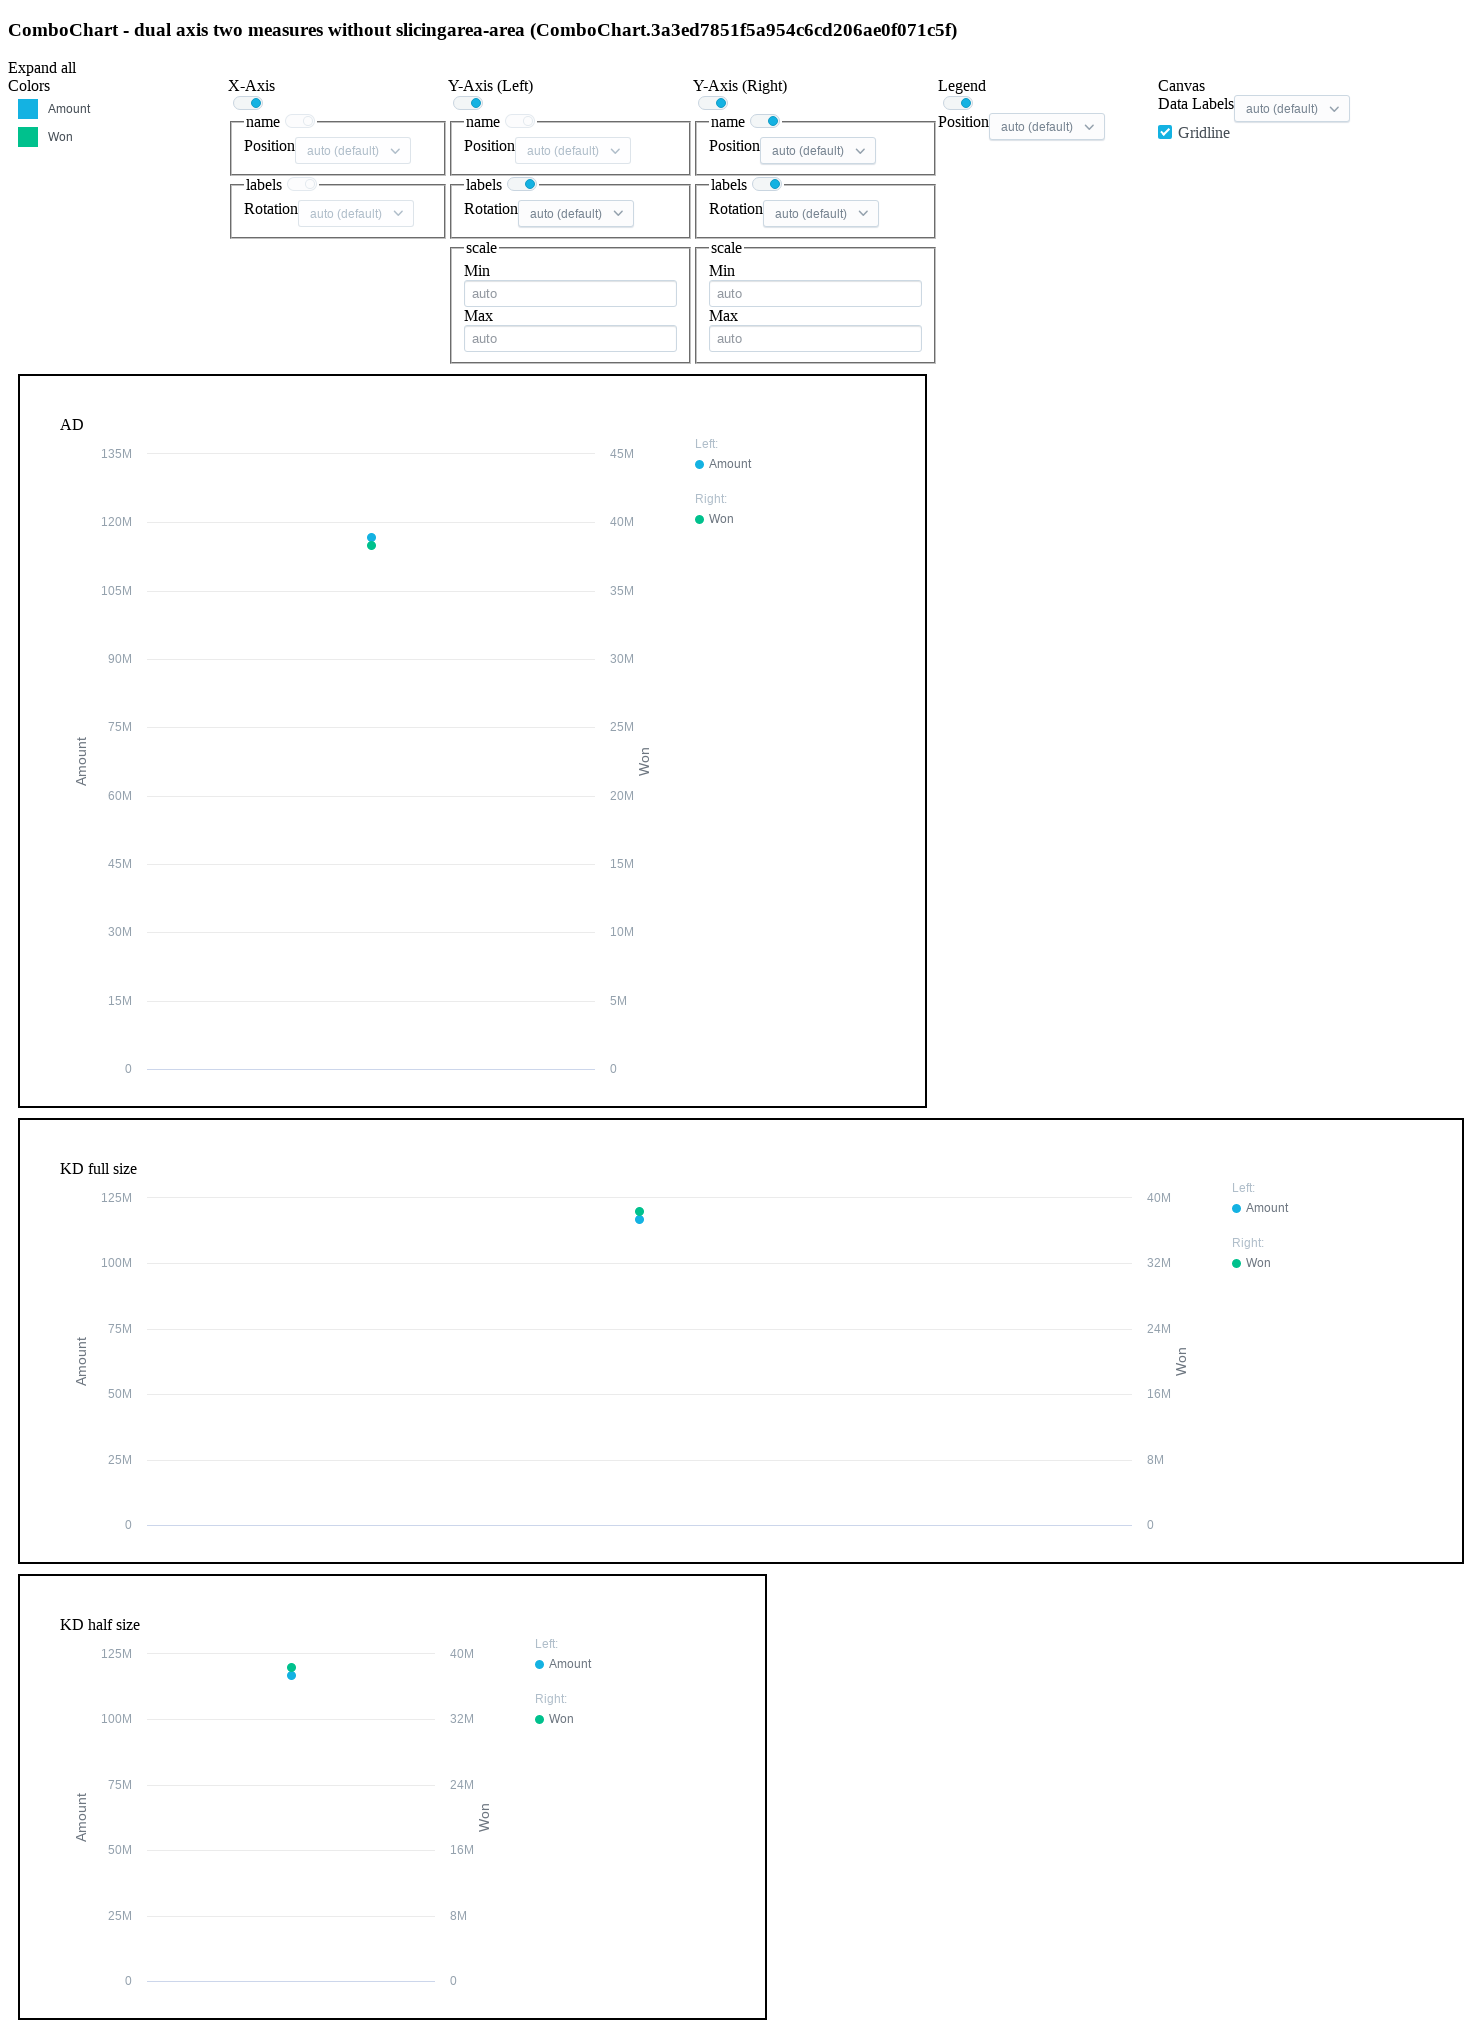 ComboChart - dual axis two measures without slicingarea-area (ComboChart.3a3ed7851f5a954c6cd206ae0f071c5f)
Expand all
Colors
Amount
Won
X-Axis
name
Position auto (default)
labels
Rotation auto (default)
Y-Axis (Left)
name
Position auto (default)
labels
Rotation auto (default)
scale
Min
auto
Max
auto
Y-Axis (Right)
name
Position auto (default)
labels
Rotation auto (default)
scale
Min
auto
Max
auto
Legend
Position auto (default)
Canvas
Data Labels auto (default)
Gridline
AD
135M
120M
105M
90M
75M
60M
45M
30M
15M
0
Amount
45M
40M
35M
30M
25M
20M
15M
10M
5M
0
Won
Left:
Amount
Right:
Won
KD full size
125M
100M
75M
50M
25M
0
Amount
40M
32M
24M
16M
8M
0
Won
Left:
Amount
Right:
Won
KD half size
125M
100M
75M
50M
25M
0
Amount
40M
32M
24M
16M
8M
0
Won
Left:
Amount
Right:
Won